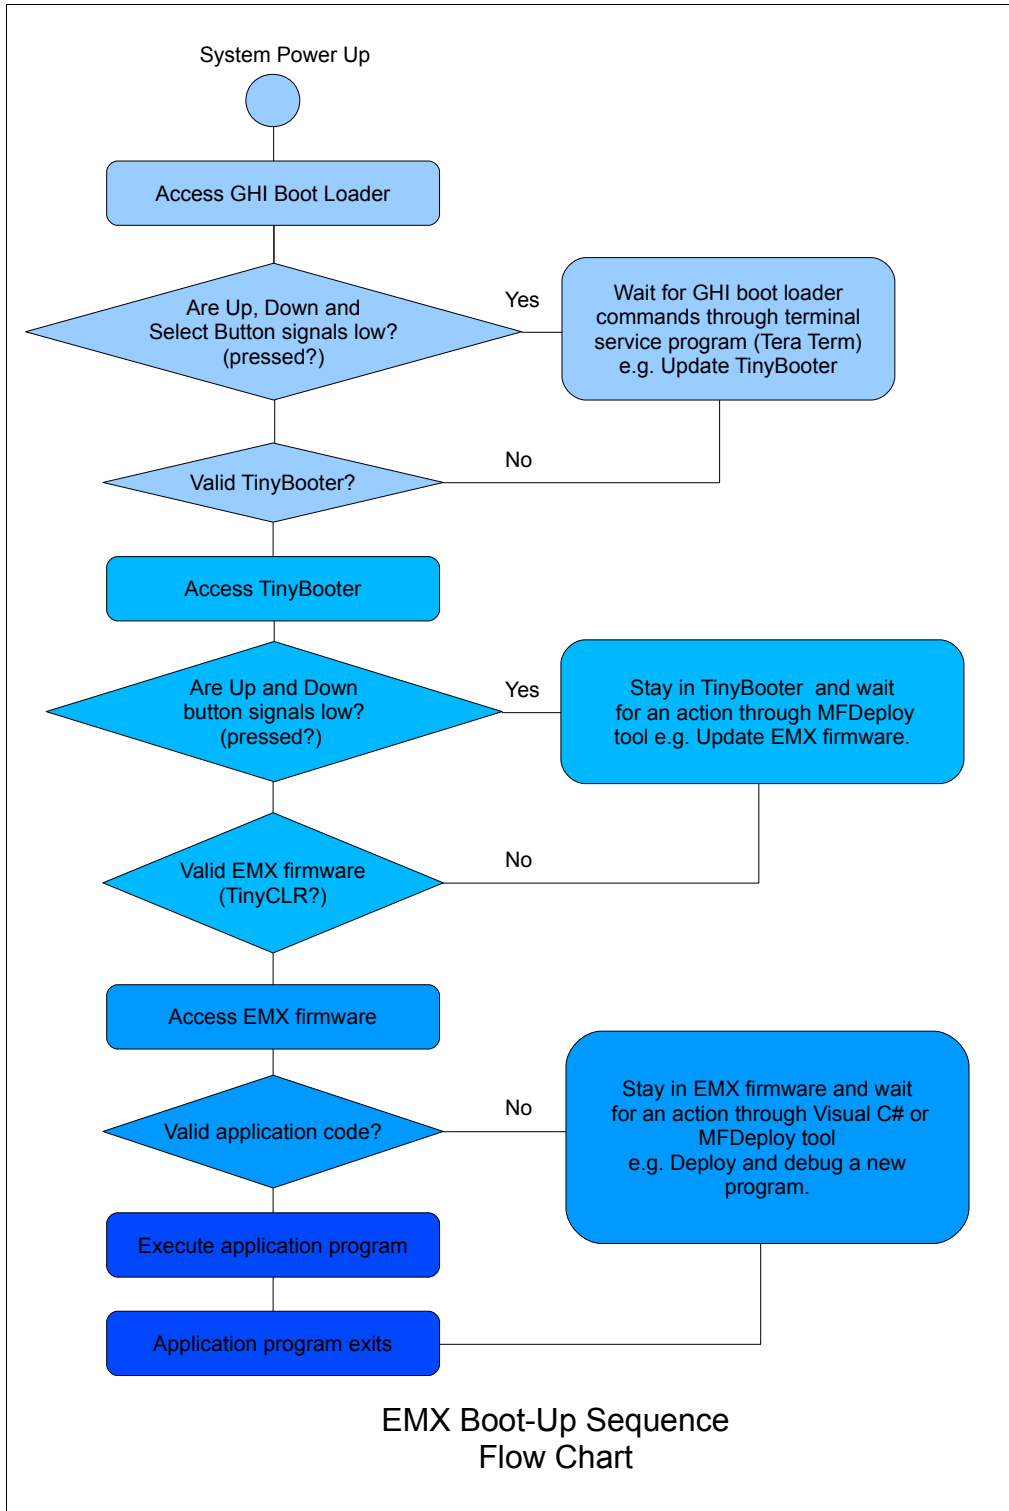 System Power Up
Access GHI Boot Loader
Are Up, Down and
Select Button signals low?
(pressed?)
Yes
Wait for GHI boot loader
commands through terminal
service program (Tera Term)
e.g. Update TinyBooter
Valid TinyBooter?
No
Access TinyBooter
Are Up and Down
button signals low?
(pressed?)
Yes
Stay in TinyBooter and wait
for an action through MFDeploy
tool e.g. Update EMX firmware.
Valid EMX firmware
(TinyCLR?)
No
Access EMX firmware
Valid application code?
No
Stay in EMX firmware and wait
for an action through Visual C# or
MFDeploy tool
e.g. Deploy and debug a new
program.
Execute application program
Application program exits
EMX Boot-Up Sequence
Flow Chart